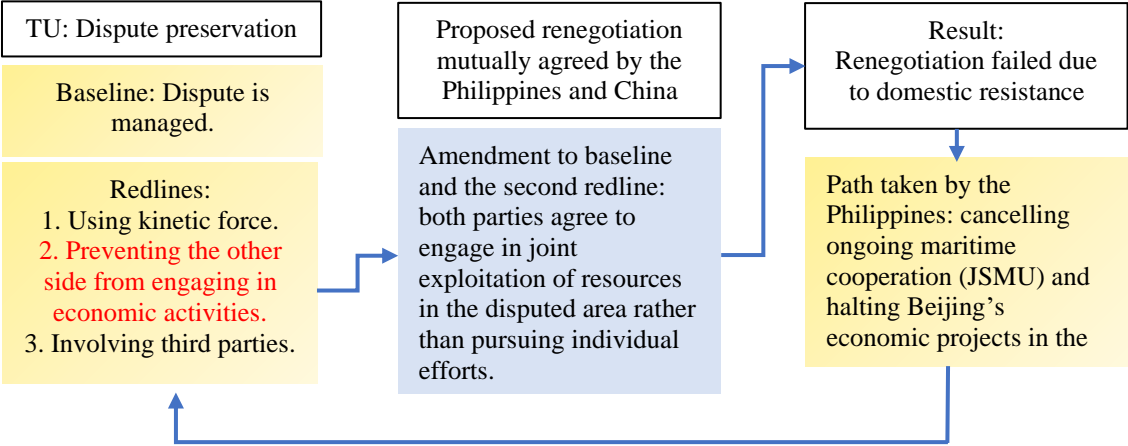 TU: Dispute preservation
Baseline: Dispute is
managed.
Redlines:
1. Using kinetic force.
2. Preventing the other
side from engaging in
economic activities.
3. Involving third parties.
Proposed renegotiation
mutually agreed by the
Philippines and China
Amendment to baseline
and the second redline:
both parties agree to
engage in joint
exploitation of resources
in the disputed area rather
than pursuing individual
efforts.
Result:
Renegotiation failed due
to domestic resistance
Path taken by the
Philippines: cancelling
ongoing maritime
cooperation (JSMU) and
halting Beijing’s
economic projects in the